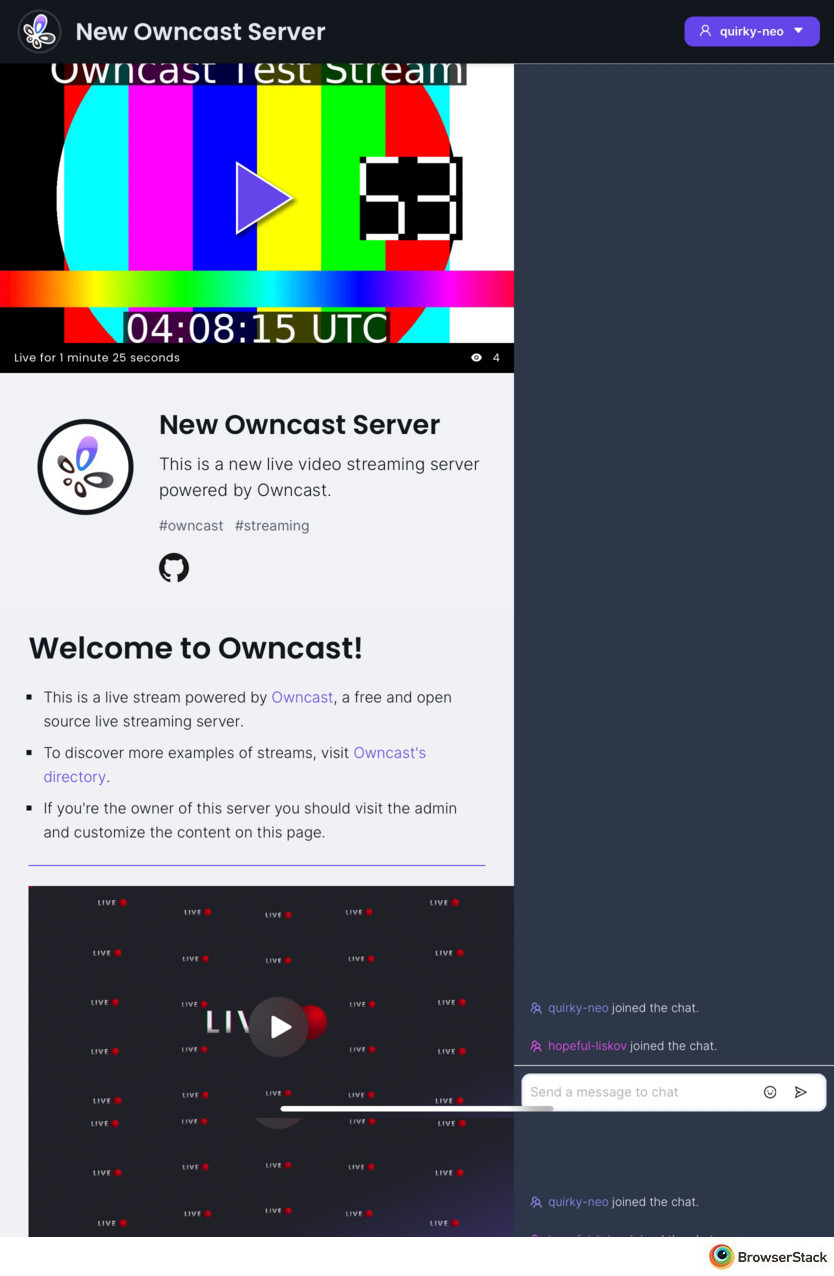 New Owncast Server
quirky-neo
Owncast Test Stream
53
04:08:15 UTC
Live for 1 minute 25 seconds
4
New Owncast Server
This is a new live video streaming server
powered by Owncast.
#owncast #streaming
Welcome to Owncast!
This is a live stream powered by Owncast, a free and open
source live streaming server.
To discover more examples of streams, visit Owncast's
directory.
If you're the owner of this server you should visit the admin
and customize the content on this page.
LIVE LIVE LIVE LIVE LIVE
LIVE LIVE LIVE LIVE LIVE
LIVE LIVE LIVE LIVE
LIVE
LIVE LIVE LIVE LIVE
LIVE LIVE LIVE LIVE LIVE
LIVE LIVE LIVE LIVE LIVE
LIVE LIVE LIVE LIVE LIVE
LIVE LIVE LIVE LIVE LIVE
quirky-neo joined the chat.
hopeful-liskov joined the chat.
Send a message to chat
quirky-neo joined the chat.
BrowserStack